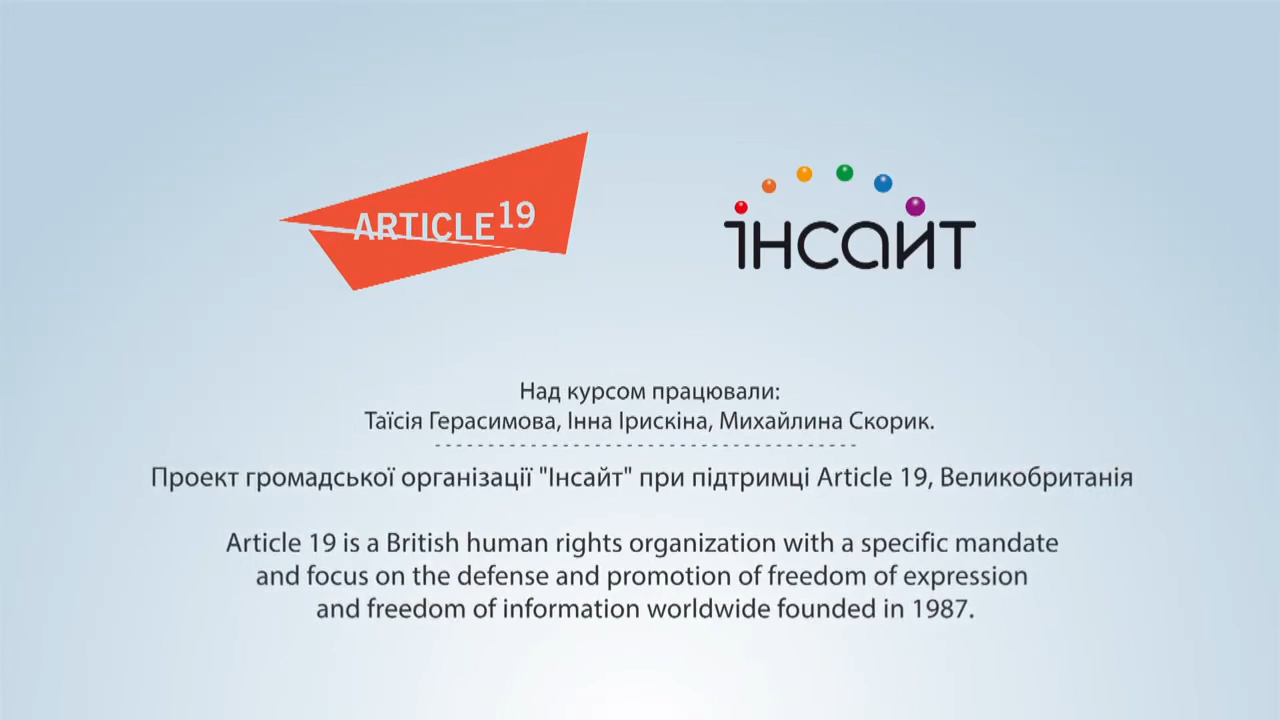 ARTICLE 19
інсайт
Над курсом працювали:
Таїсія Герасимова, Інна Ірискіна, Михайлина Скорик.
Проект громадської організації "Інсайт" при підтримці Article 19, Великобританія
Article 19 is a British human rights organization with a specific mandate
and focus on the defense and promotion of freedom of expression
and freedom of information worldwide founded in 1987.